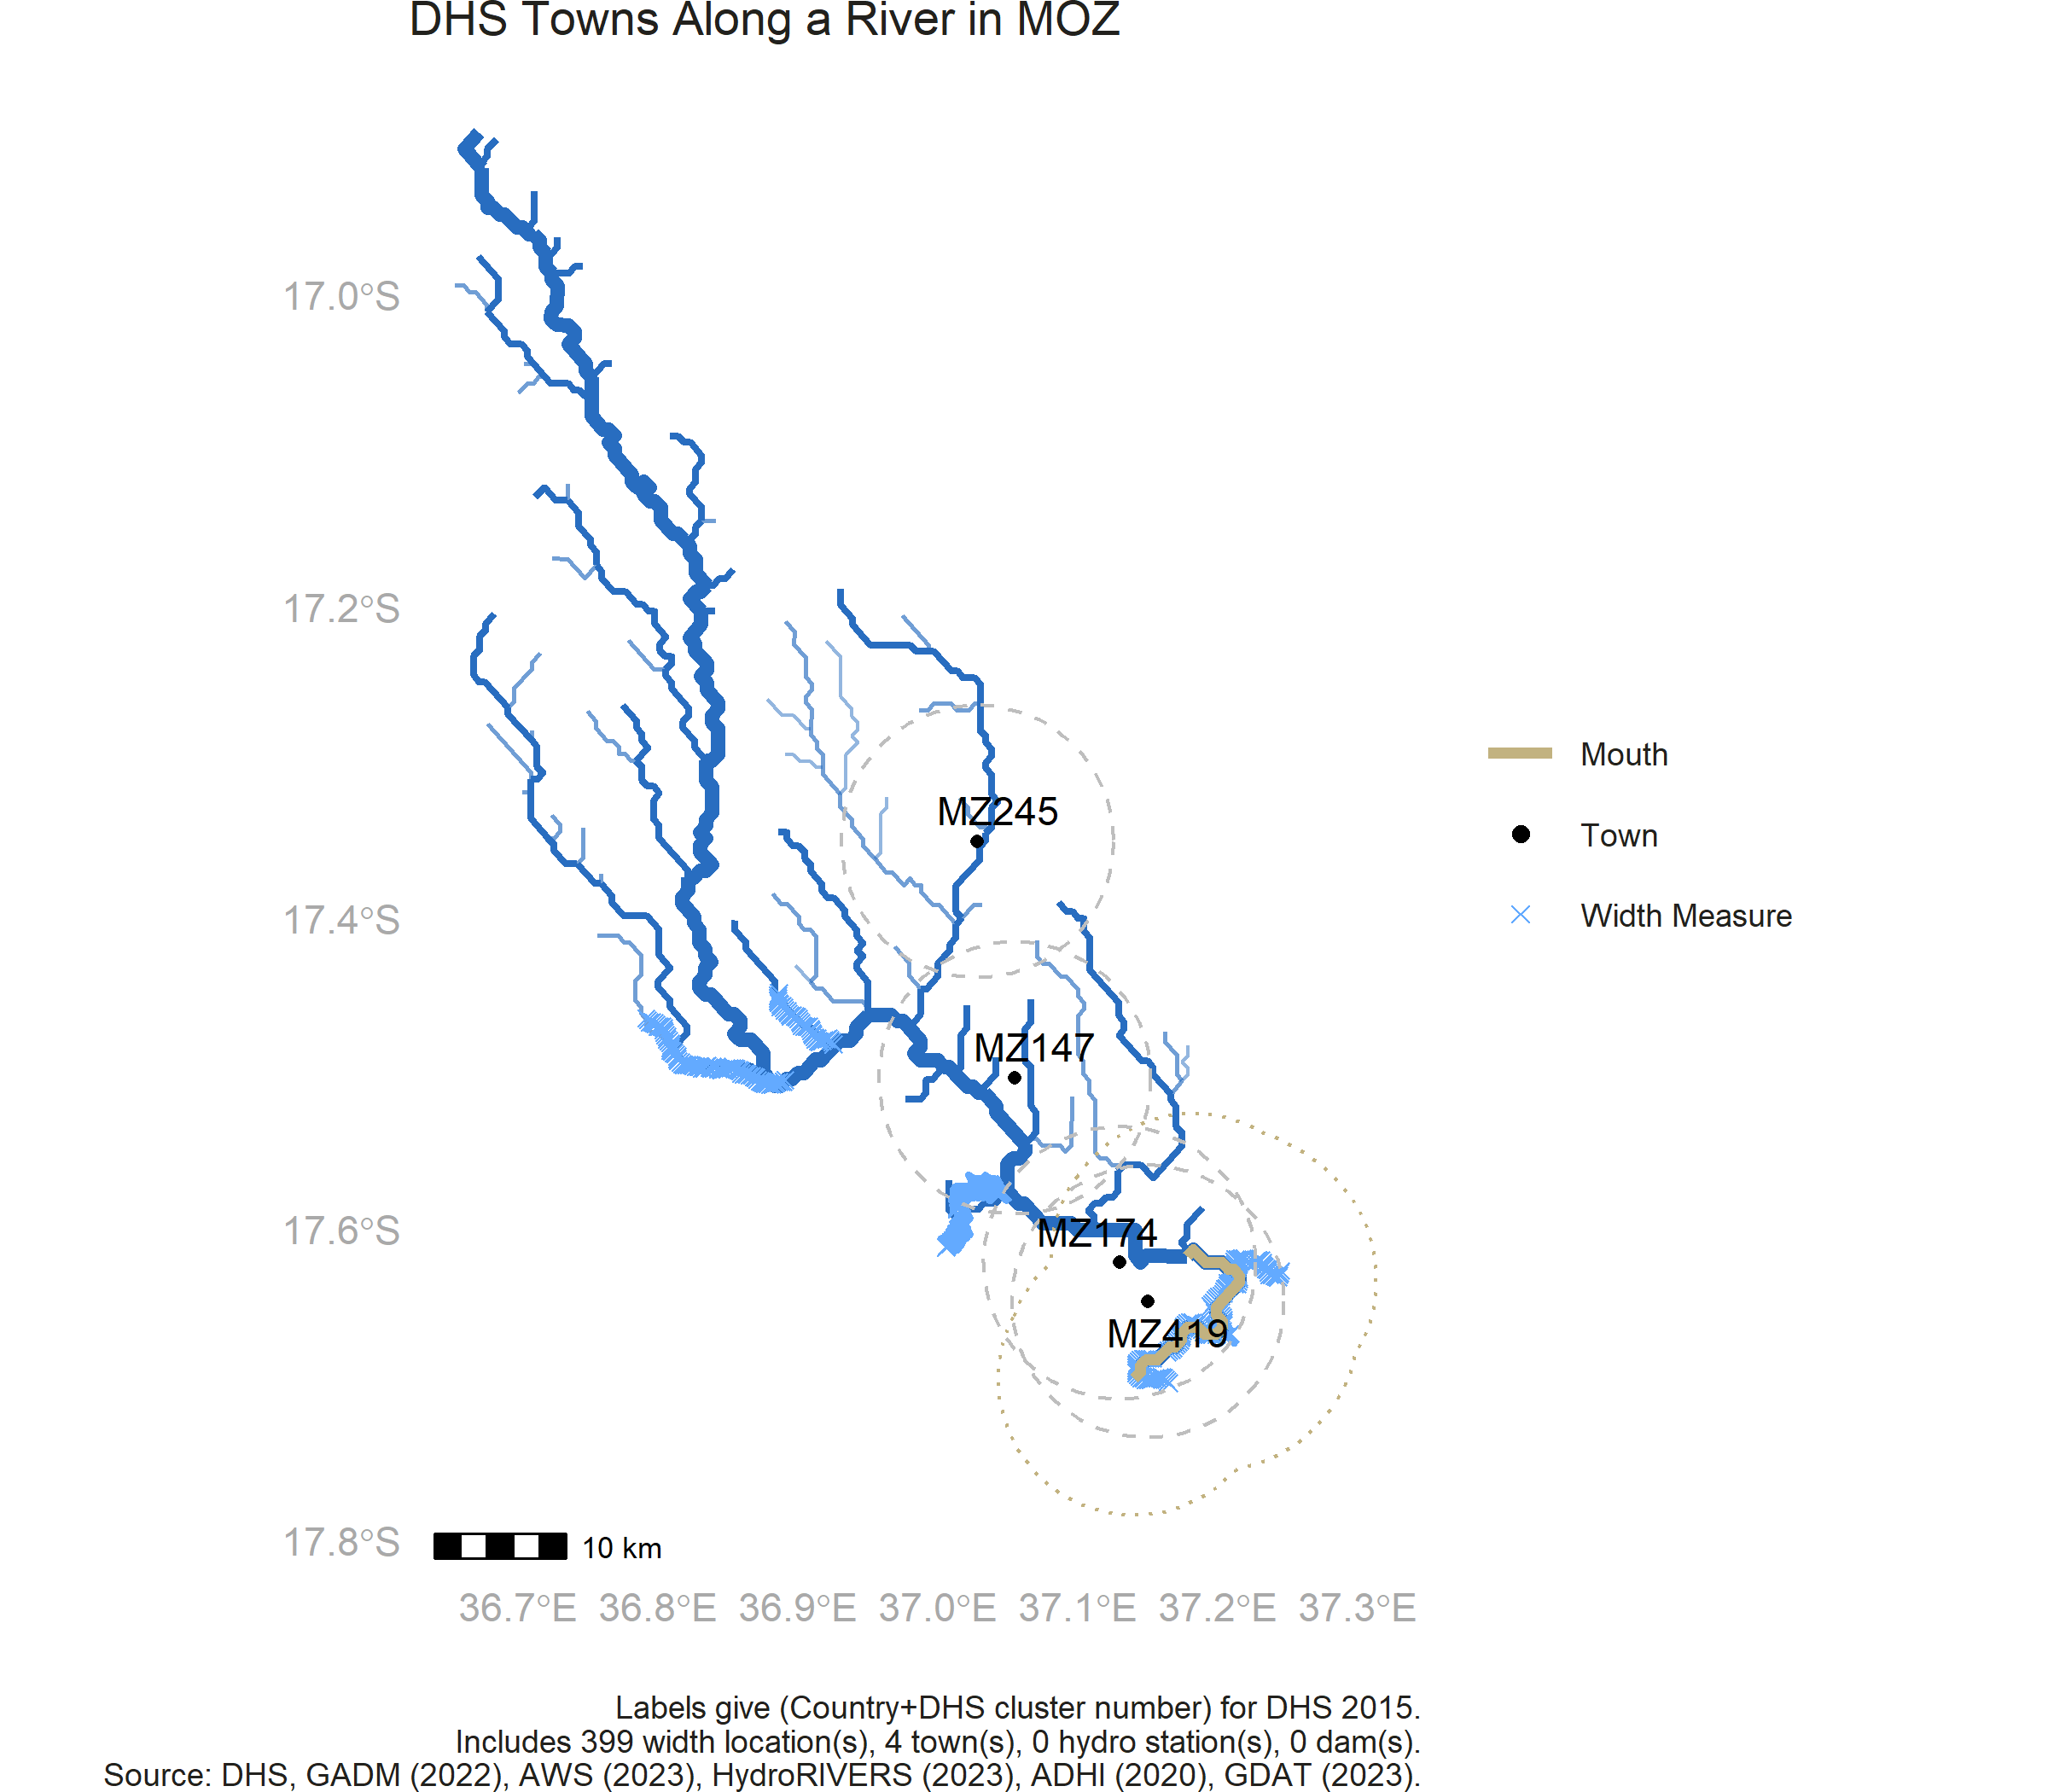 DHS Towns Along a River in MOZ
17.0°S
17.2°S
17.4°S
17.6°S
17.8°S
MZ245
MZ147
MZ174
MZ419
Mouth
Town
Width Measure
10 km
36.7°E 36.8°E 36.9°E 37.0°E 37.1°E 37.2°E 37.3°E
Labels give (Country+DHS cluster number) for DHS 2015.
Includes 399 width location(s), 4 town(s), 0 hydro station(s), 0 dam(s).
Source: DHS, GADM (2022), AWS (2023), HydroRIVERS (2023), ADHI (2020), GDAT (2023).